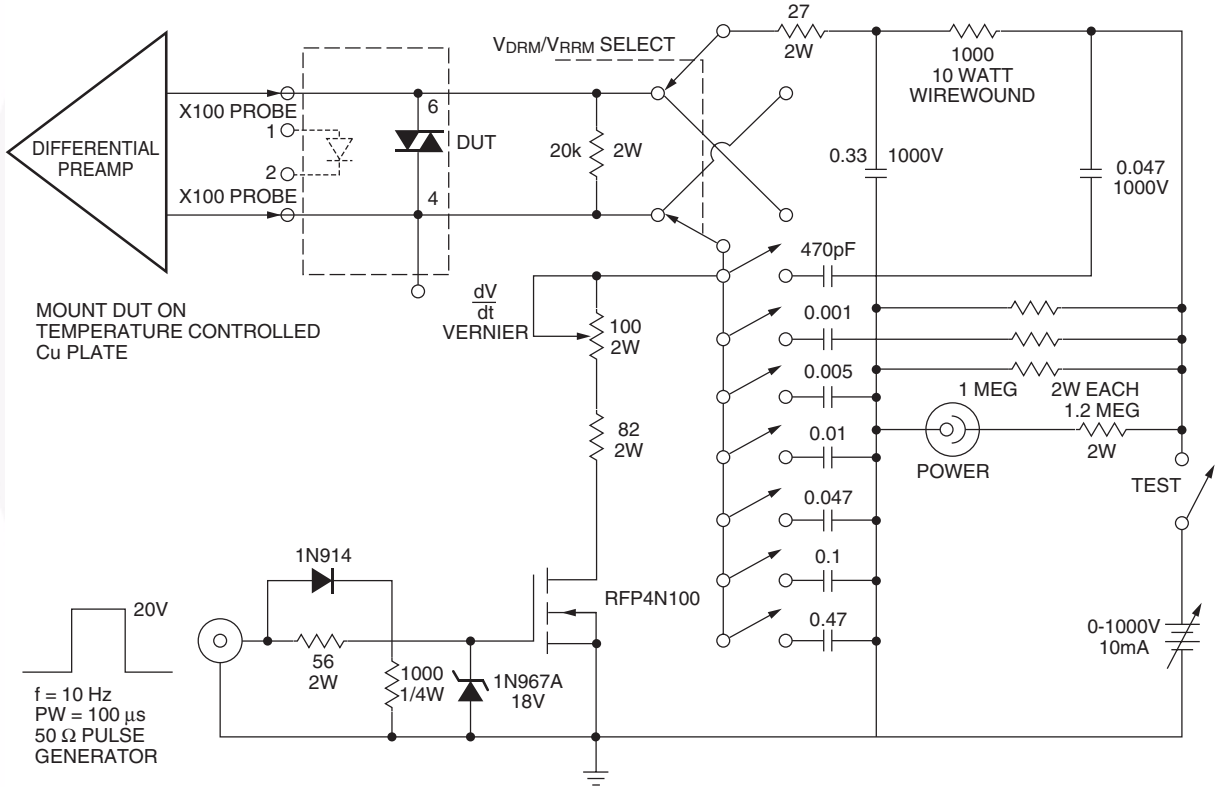 27
2W
VDRM/VRRM SELECT
1000
10 WATT
WIREWOUND
X100 PROBE
6
1
DIFFERENTIAL
PREAMP
DUT
20k
2W
0.33
1000V
0.047
1000V
2
X100 PROBE
4
470pF
MOUNT DUT ON
TEMPERATURE CONTROLLED
Cu PLATE
dV
dt
VERNIER
100
2W
0.001
0.005
1 MEG
2W EACH
1.2 MEG
82
2W
0.01
POWER
2W
TEST
0.047
1N914
RFP4N100
0.1
20V
0.47
0-1000V
10mA
56
2W
1000
1/4W
1N967A
18V
f = 10 Hz
PW = 100 μs
50 Ω PULSE
GENERATOR